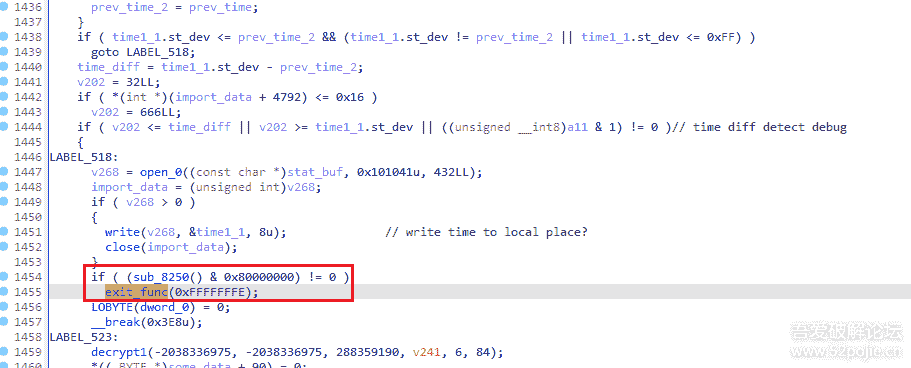 1436 prev_time_2 = prev_time;
1437 }
1438 if ( time1_1.st_dev <= prev_time_2 && (time1_1.st_dev != prev_time_2 || time1_1.st_dev <= 0xFF) )
1439 goto LABEL_518;
1440 time_diff = time1_1.st_dev - prev_time_2;
1441 v202 = 32LL;
1442 if ( *(int *)(import_data + 4792) <= 0x16 )
1443 v202 = 666LL;
1444 if ( v202 <= time_diff || v202 >= time1_1.st_dev || ((unsigned __int8)a11 & 1) != 0 )// time diff detect debug
1445 {
1446 LABEL_518:
1447 v268 = open_0((const char *)stat_buf, 0x101041u, 432LL);
1448 import_data = (unsigned int)v268;
1449 if ( v268 > 0 )
1450 {
1451 write(v268, &time1_1, 8u); // write time to local place?
1452 close(import_data);
1453 }
1454 if ( (sub_8250() & 0x80000000) != 0 )
1455 exit_func(0xFFFFFFFE);
1456 LOBYTE(dword_0) = 0;
1457 __break(0x3E8u);
1458 LABEL_523:
1459 decrypt1(-2038336975, -2038336975, 288359190, v241, 6, 84);
1460 *((_BYTE *)some_data + 90) = 0;
吾爱破解论坛
www.52pojie.cn